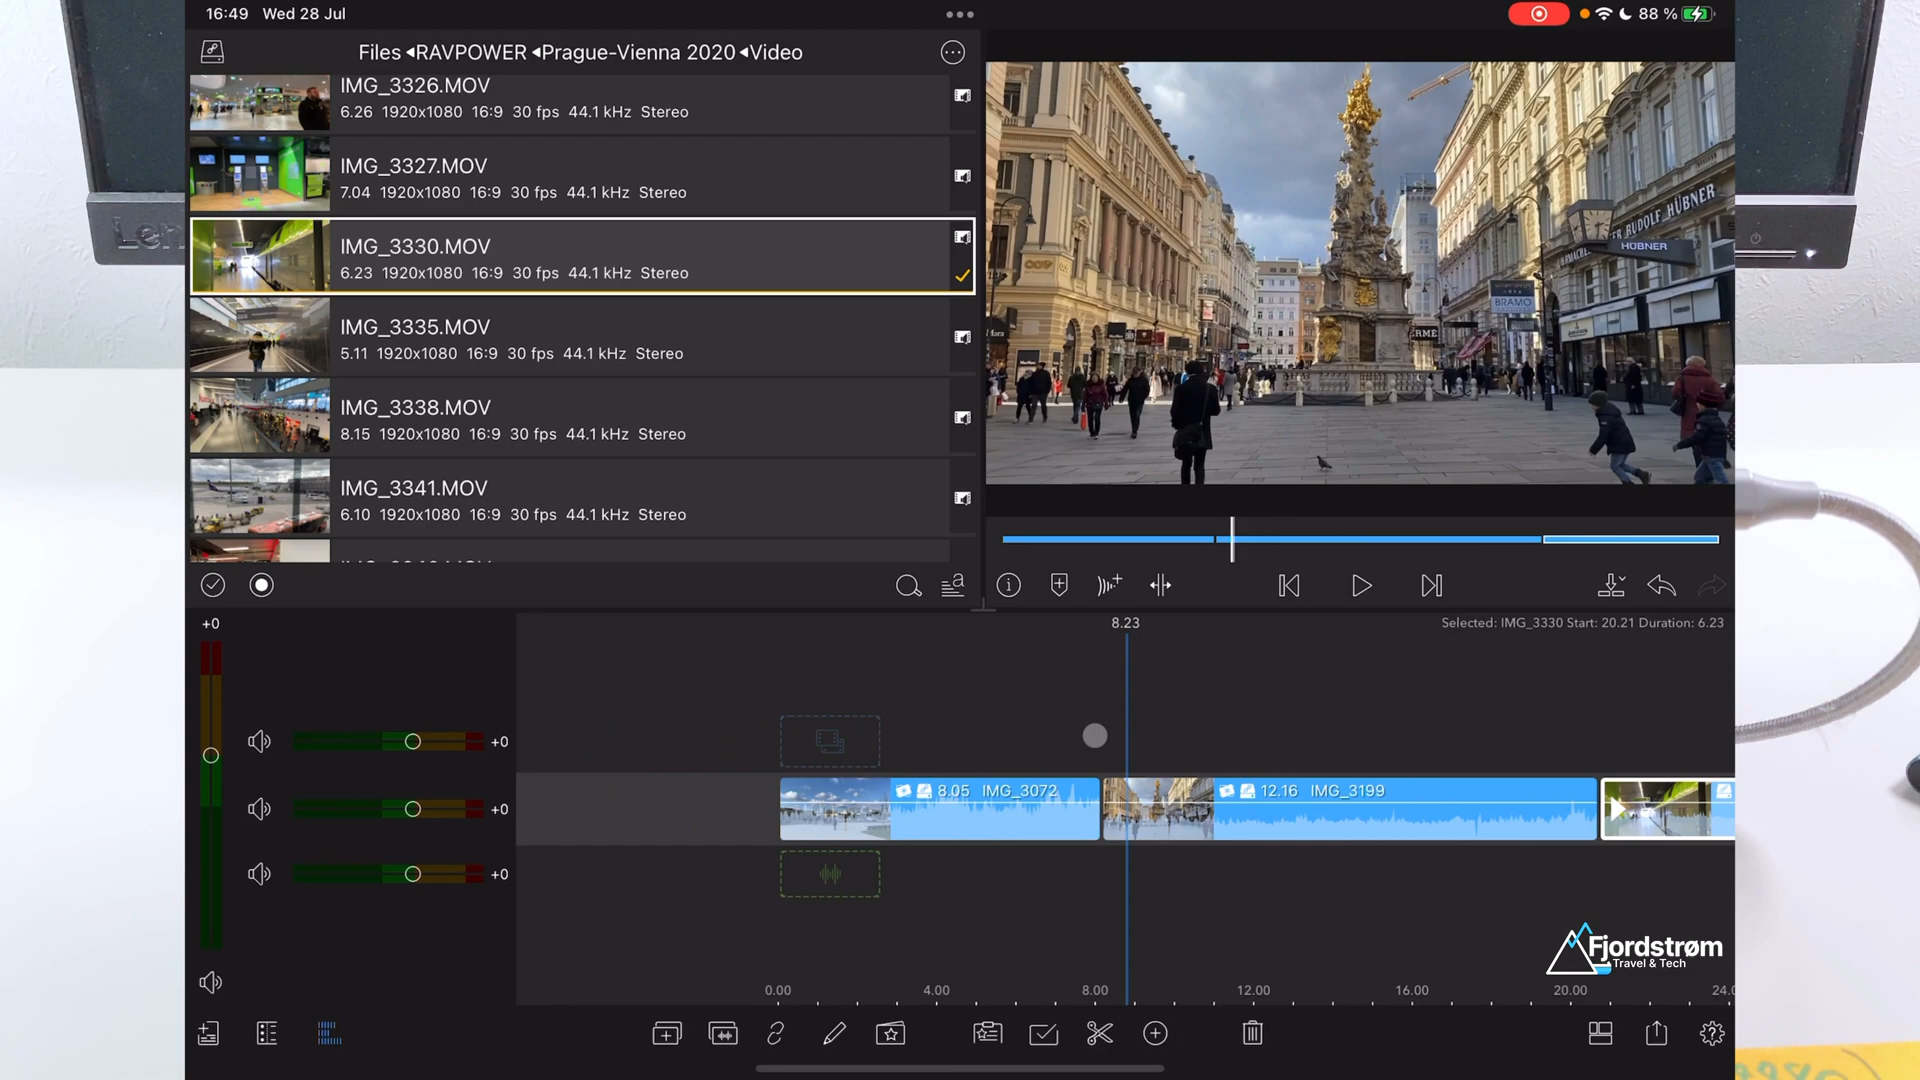 16:49 Wed 28 Jul
88 %
Files ◂RAVPOWER ◂Prague-Vienna 2020 ◂Video
IMG_3326.MOV
6.26 1920x1080 16:9 30 fps 44.1 kHz Stereo
IMG_3327.MOV
7.04 1920x1080 16:9 30 fps 44.1 kHz Stereo
IMG_3330.MOV
6.23 1920x1080 16:9 30 fps 44.1 kHz Stereo
IMG_3335.MOV
5.11 1920x1080 16:9 30 fps 44.1 kHz Stereo
IMG_3338.MOV
8.15 1920x1080 16:9 30 fps 44.1 kHz Stereo
IMG_3341.MOV
6.10 1920x1080 16:9 30 fps 44.1 kHz Stereo
Len
RUDOLF HÜBNER
HÜBNER
BRAMO
ERME
+0
8.23
Selected: IMG_3330 Start: 20.21 Duration: 6.23
+0
8.05 IMG_3072
12.16 IMG_3199
+0
+0
Fjordstrøm
Travel & Tech
0.00 4.00 8.00 12.00 16.00 20.00 24.0